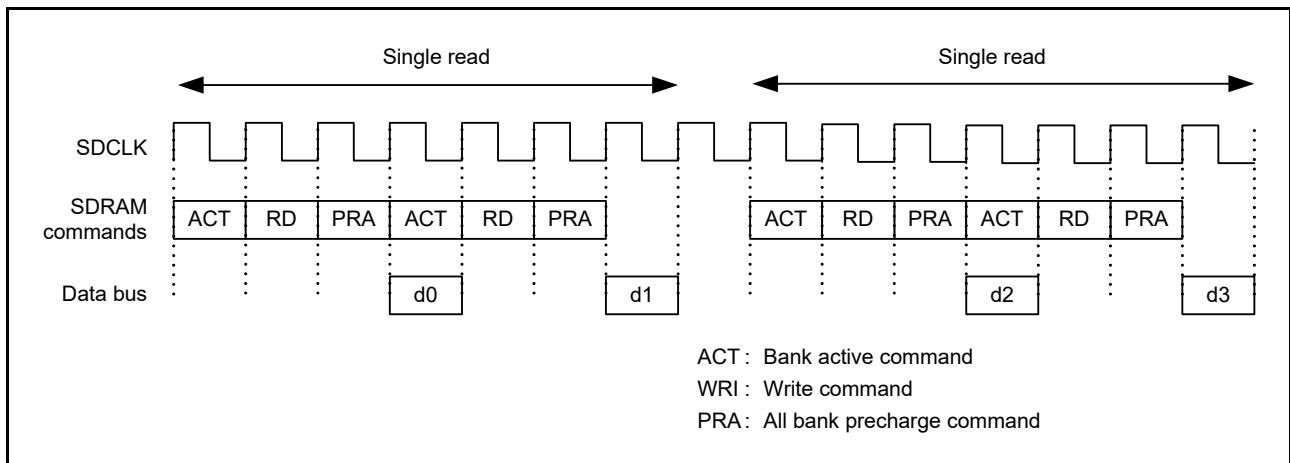 Single read Single read
SDCLK
SDRAM
commands
ACT RD PRA ACT RD PRA ACT RD PRA ACT RD PRA
Data bus d0 d1 d2 d3
ACT : Bank active command
WRI : Write command
PRA : All bank precharge command